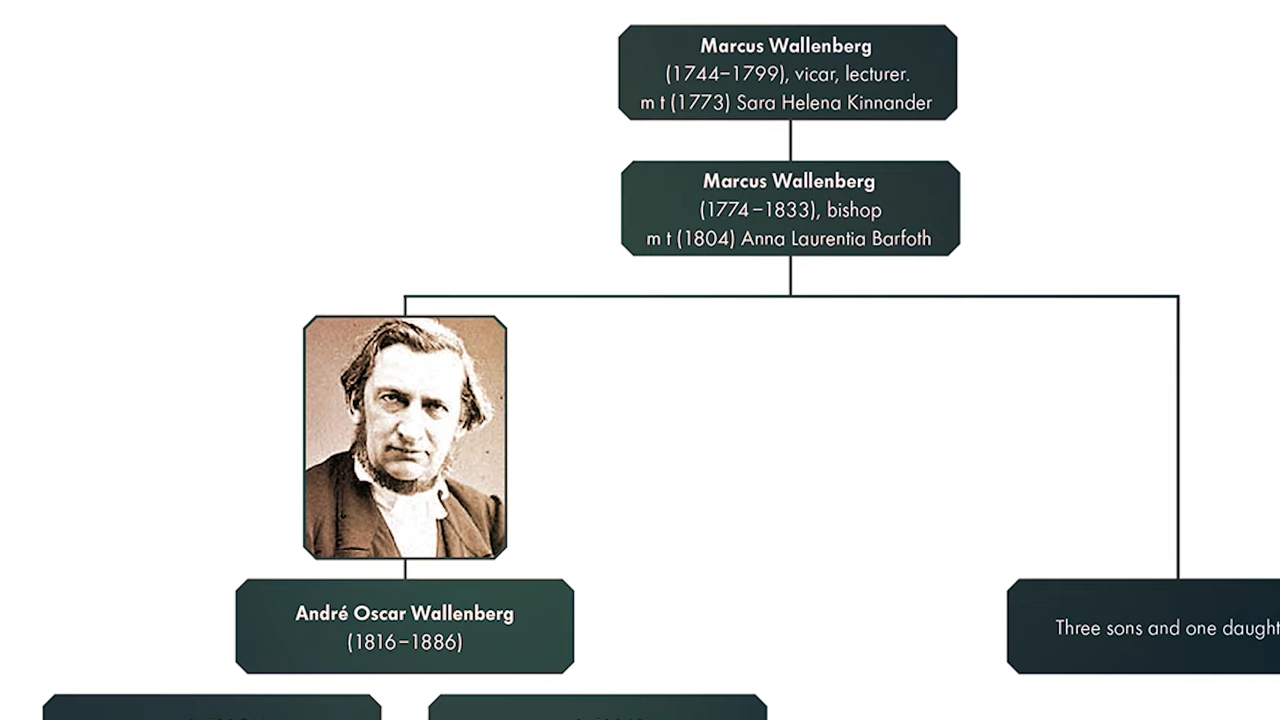 Marcus Wallenberg
(1744–1799), vicar, lecturer.
m t (1773) Sara Helena Kinnander
Marcus Wallenberg
(1774–1833), bishop
m t (1804) Anna Laurentia Barfoth
André Oscar Wallenberg
(1816–1886)
Three sons and one daught